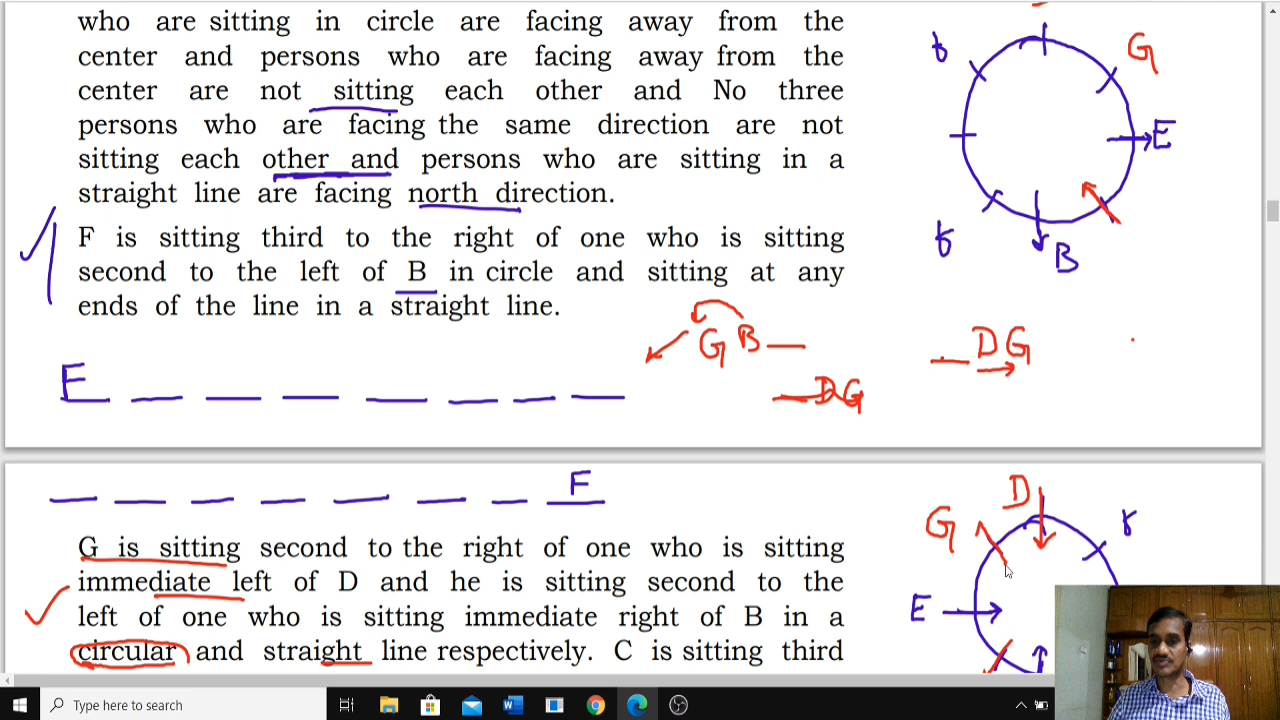 who are sitting in circle are facing away from the
center and persons who are facing away from the
center are not sitting each other and No three
persons who are facing the same direction are not
sitting each other and persons who are sitting in a
straight line are facing north direction.
F is sitting third to the right of one who is sitting
second to the left of B in circle and sitting at any
ends of the line in a straight line.
G
E
B
G B
D G
DG
F
F
D
G
E
G is sitting second to the right of one who is sitting
immediate left of D and he is sitting second to the
left of one who is sitting immediate right of B in a
circular and straight line respectively. C is sitting third
Type here to search